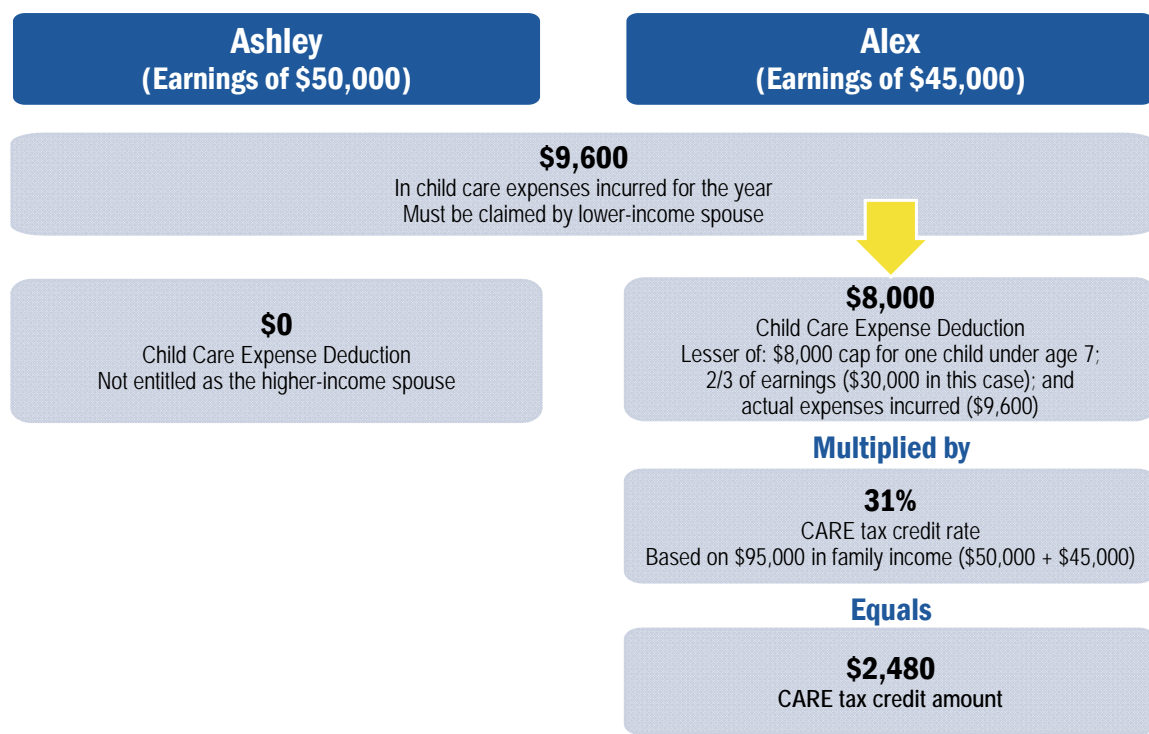 Ashley
(Earnings of $50,000)
Alex
(Earnings of $45,000)
$9,600
In child care expenses incurred for the year
Must be claimed by lower-income spouse
$0
Child Care Expense Deduction
Not entitled as the higher-income spouse
$8,000
Child Care Expense Deduction
Lesser of: $8,000 cap for one child under age 7;
2/3 of earnings ($30,000 in this case); and
actual expenses incurred ($9,600)
Multiplied by
31%
CARE tax credit rate
Based on $95,000 in family income ($50,000 + $45,000)
Equals
$2,480
CARE tax credit amount